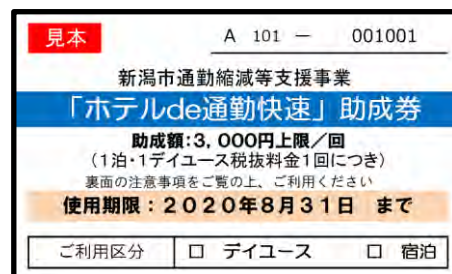 見本
A 101 － 001001
新潟市通勤縮減等支援事業
「ホテルde通勤快速」助成券
助成額：3，000円上限／回
（1泊・1デイユース税抜料金1回につき）
裏面の注意事項をご覧の上、ご利用ください
使用期限：2020年8月31日 まで
ご利用区分 □ デイユース □ 宿泊